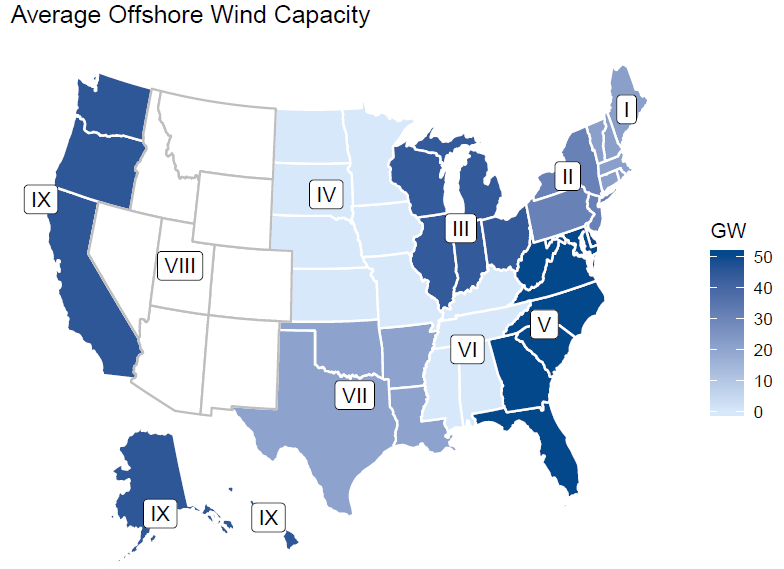 Average Offshore Wind Capacity
I
II
IX
IV
III
VIII
V
VI
VII
IX
IX
GW
50
40
30
20
10
0